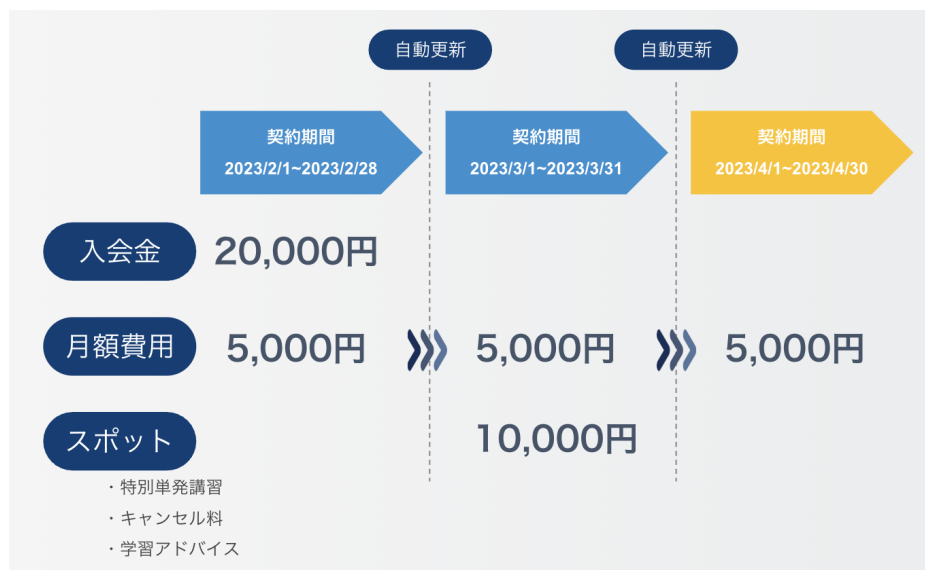 自動更新
自動更新
契約期間
2023/2/1~2023/2/28
契約期間
2023/3/1~2023/3/31
契約期間
2023/4/1~2023/4/30
入会金
20,000円
月額費用
5,000円
5,000円
5,000円
スポット
10,000円
・特別単発講習
・キャンセル料
・学習アドバイス